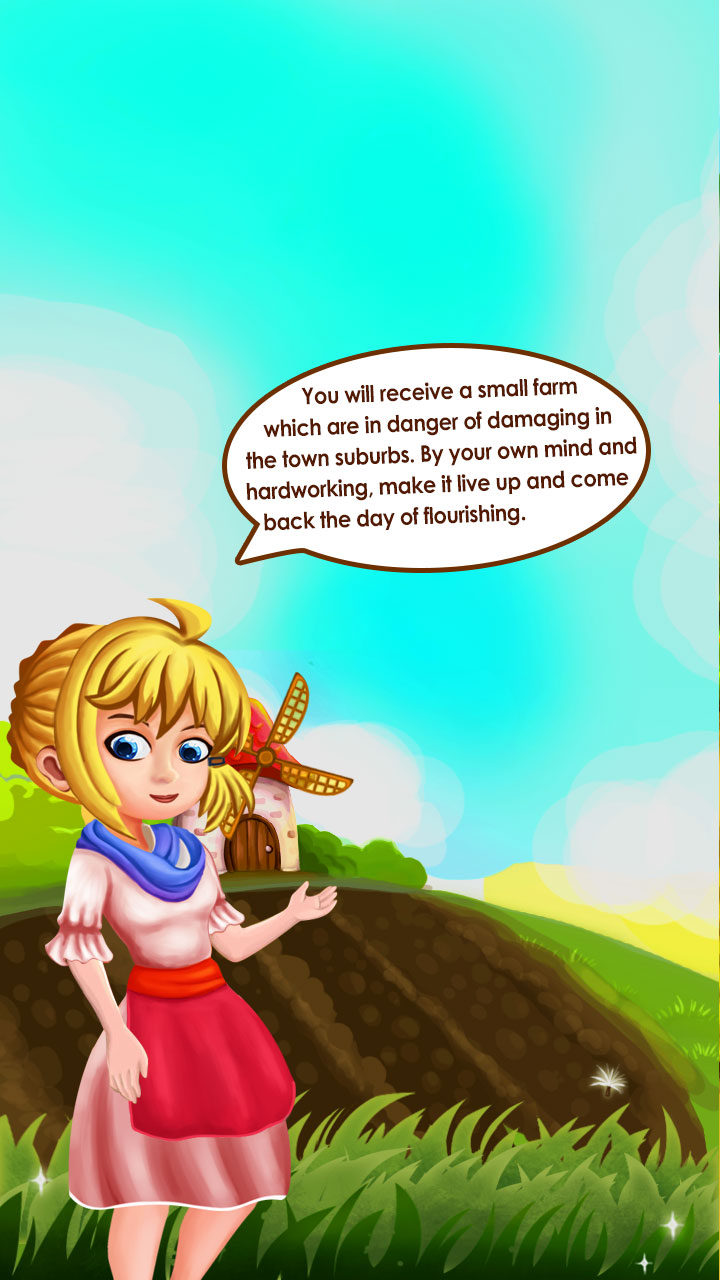 You will receive a small farm
which are in danger of damaging in
the town suburbs. By your own mind and
hardworking, make it live up and come
back the day of flourishing.